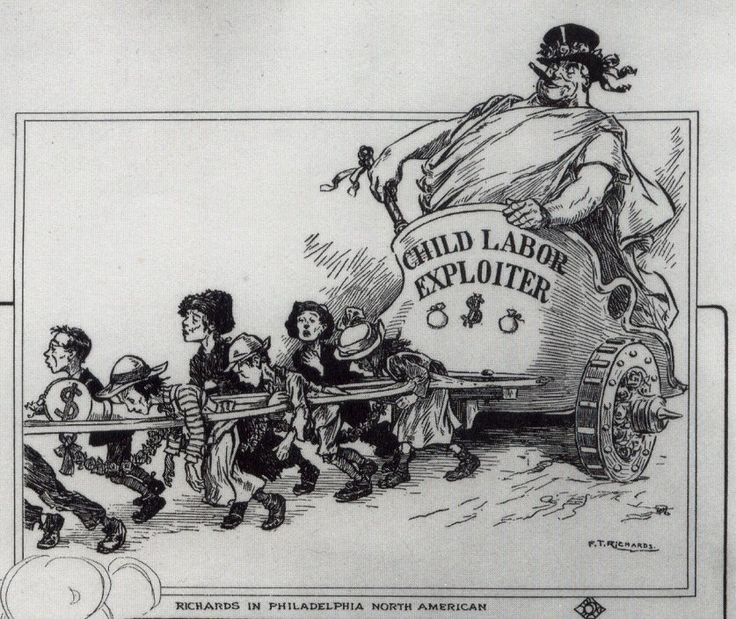 CHILD LABOR
EXPLOITER
$
$
F.T. RICHARDS.
RICHARDS IN PHILADELPHIA NORTH AMERICAN